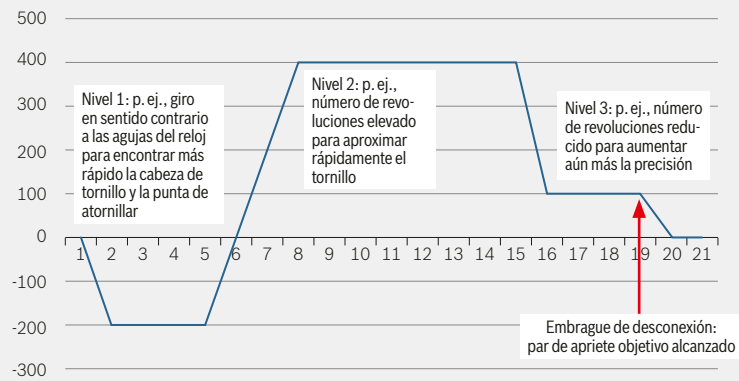 500
400
300
200
100
0
-100
-200
-300
1 2 3 4 5 6 7 8 9 10 11 12 13 14 15 16 17 18 19 20 21
Nivel 1: p. ej., giro
en sentido contrario
a las agujas del reloj
para encontrar más
rápido la cabeza de
tornillo y la punta de
atornillar
Nivel 2: p. ej.,
número de revo-
luciones elevado
para aproximar
rápidamente el
tornillo
Nivel 3: p. ej., número
de revoluciones redu-
cido para aumentar
aún más la precisión
Embrague de desconexión:
par de apriete objetivo alcanzado